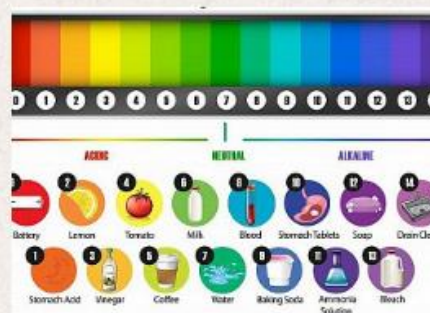 0 1 2 3 4 5 6 7 8 9 10 11 12 13
ACIDIC NEUTRAL ALKALINE
2 4 6 8 10 12 14
Battery Lemon Tomato Milk Blood Stomach Tablets Soap Drain Cle
1 3 5 7 9 11 13
Stomach Acid Vinegar Coffee Water Baking Soda Ammonia Bleach
Solution